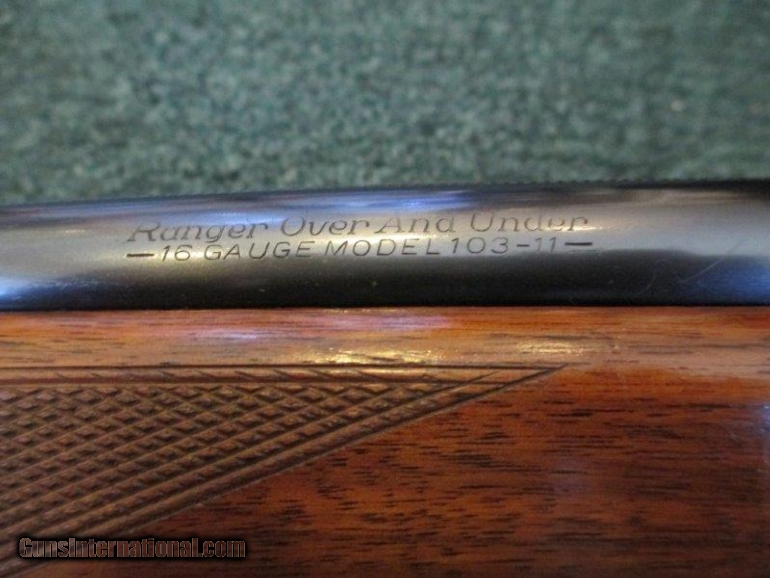 Ranger Over And Under
—16 GAUGE MODEL 103-11—
GunsInternational.com